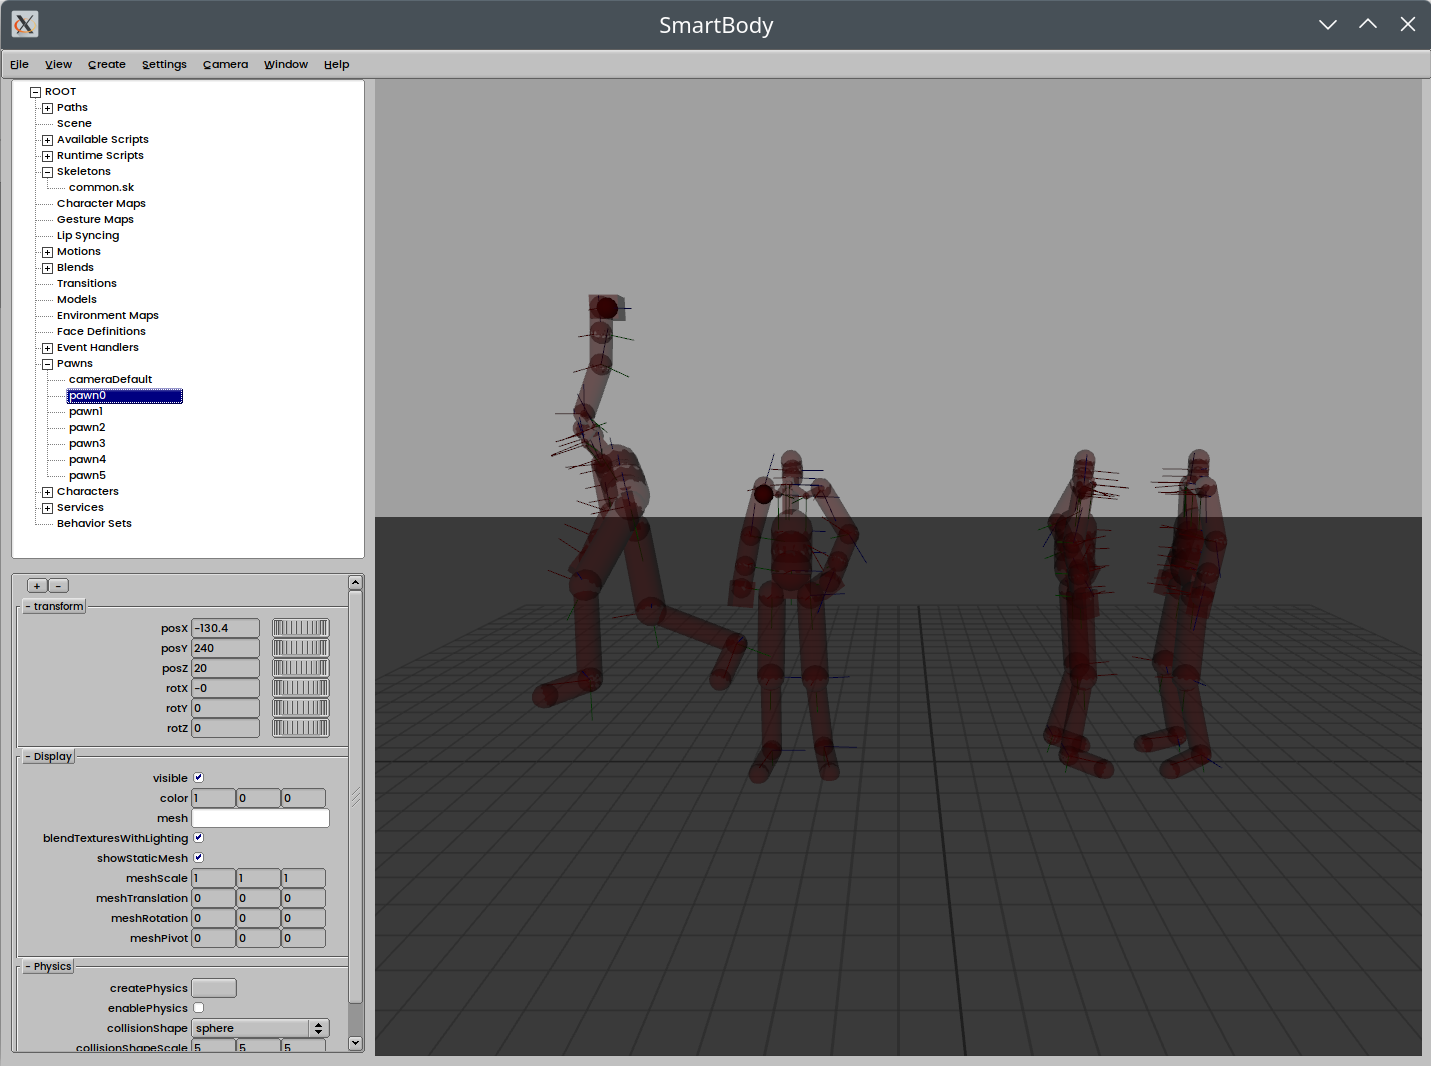 SmartBody
File View Create Settings Camera Window Help
ROOT
Paths
Scene
Available Scripts
Runtime Scripts
Skeletons
common.sk
Character Maps
Gesture Maps
Lip Syncing
Motions
Blends
Transitions
Models
Environment Maps
Face Definitions
Event Handlers
Pawns
cameraDefault
pawn0
pawn1
pawn2
pawn3
pawn4
pawn5
Characters
Services
Behavior Sets
+ -
- transform
posX -130.4
posY 240
posZ 20
rotX -0
rotY 0
rotZ 0
- Display
visible
color 1 0 0
mesh
blendTexturesWithLighting
showStaticMesh
meshScale 1 1 1
meshTranslation 0 0 0
meshRotation 0 0 0
meshPivot 0 0 0
- Physics
createPhysics
enablePhysics
collisionShape sphere
collisionShapeScale 5 5 5